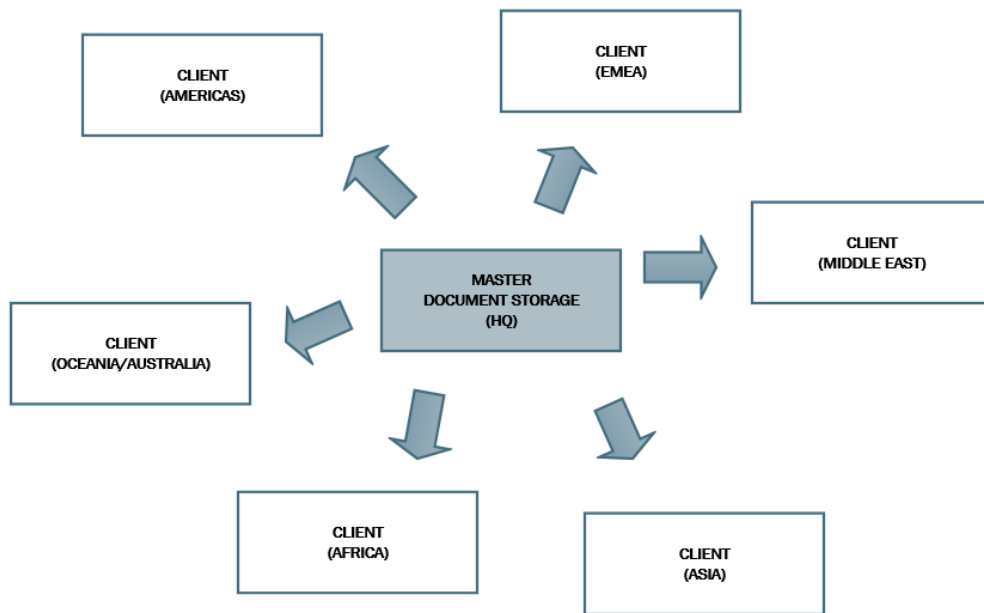 CLIENT
(AMERICAS)
CLIENT
(EMEA)
CLIENT
(MIDDLE EAST)
MASTER
DOCUMENT STORAGE
(HQ)
CLIENT
(OCEANIA/AUSTRALIA)
CLIENT
(AFRICA)
CLIENT
(ASIA)